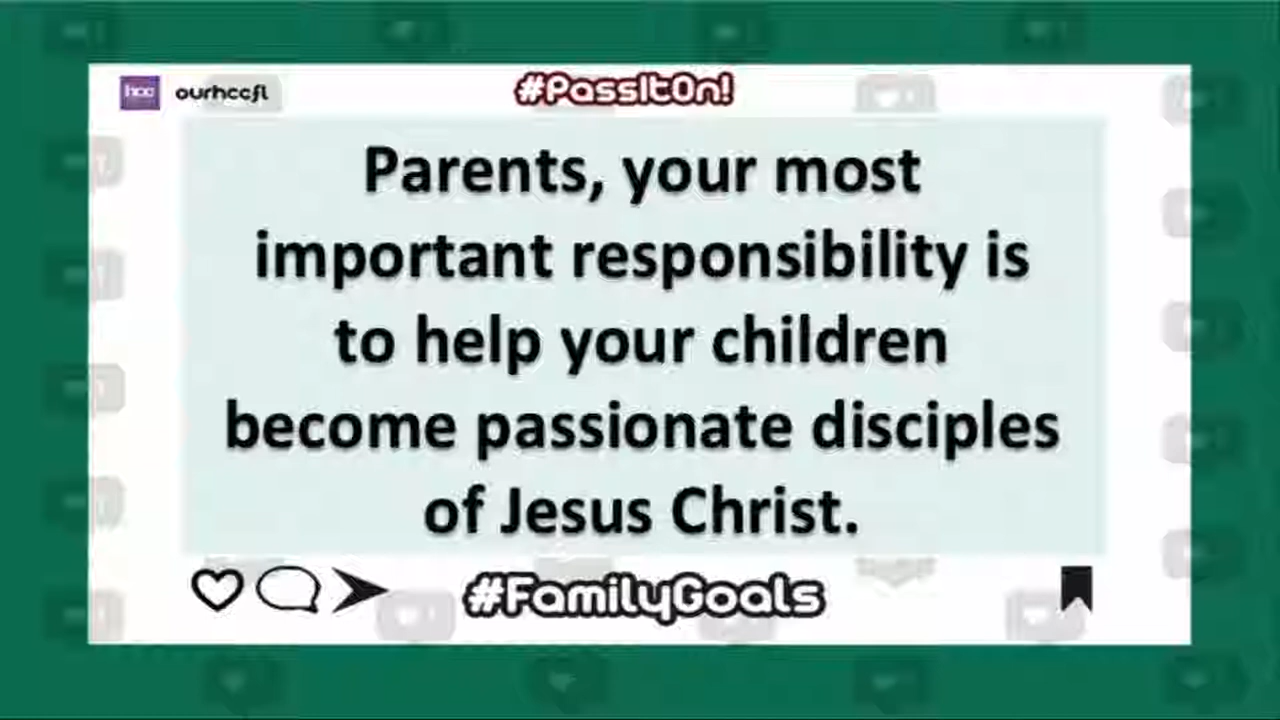 hcc ourhccfl #PassItOn!
Parents, your most
important responsibility is
to help your children
become passionate disciples
of Jesus Christ.
#FamilyGoals